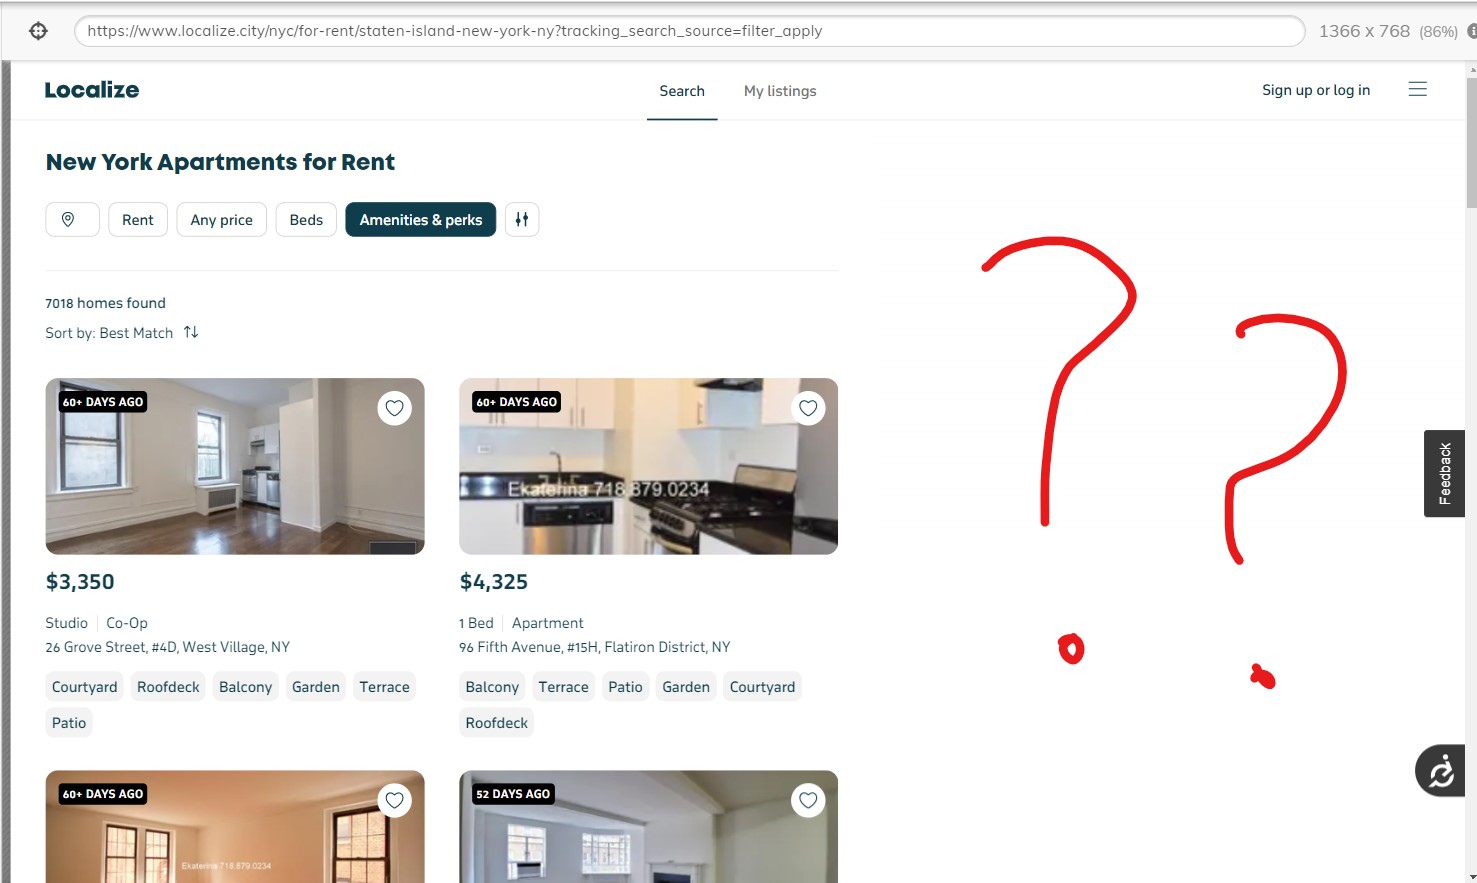 https://www.localize.city/nyc/for-rent/staten-island-new-york-ny?tracking_search_source=filter_apply
1366 x 768 (86%)
Localize
Search
My listings
Sign up or log in
New York Apartments for Rent
Rent
Any price
Beds
Amenities & perks
7018 homes found
Sort by: Best Match
? ?
60+ DAYS AGO
60+ DAYS AGO
Ekaterina 718.879.0234
Feedback
$3,350
$4,325
Studio Co-Op
1 Bed Apartment
26 Grove Street, #4D, West Village, NY
96 Fifth Avenue, #15H, Flatiron District, NY
Courtyard Roofdeck Balcony Garden Terrace
Patio
Balcony Terrace Patio Garden Courtyard
Roofdeck
60+ DAYS AGO
52 DAYS AGO
Ekaterina 718.879.0234